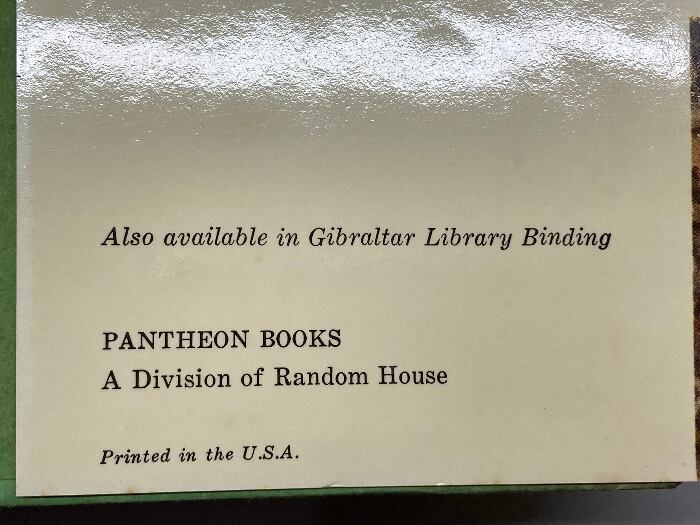 Also available in Gibraltar Library Binding
PANTHEON BOOKS
A Division of Random House
Printed in the U.S.A.